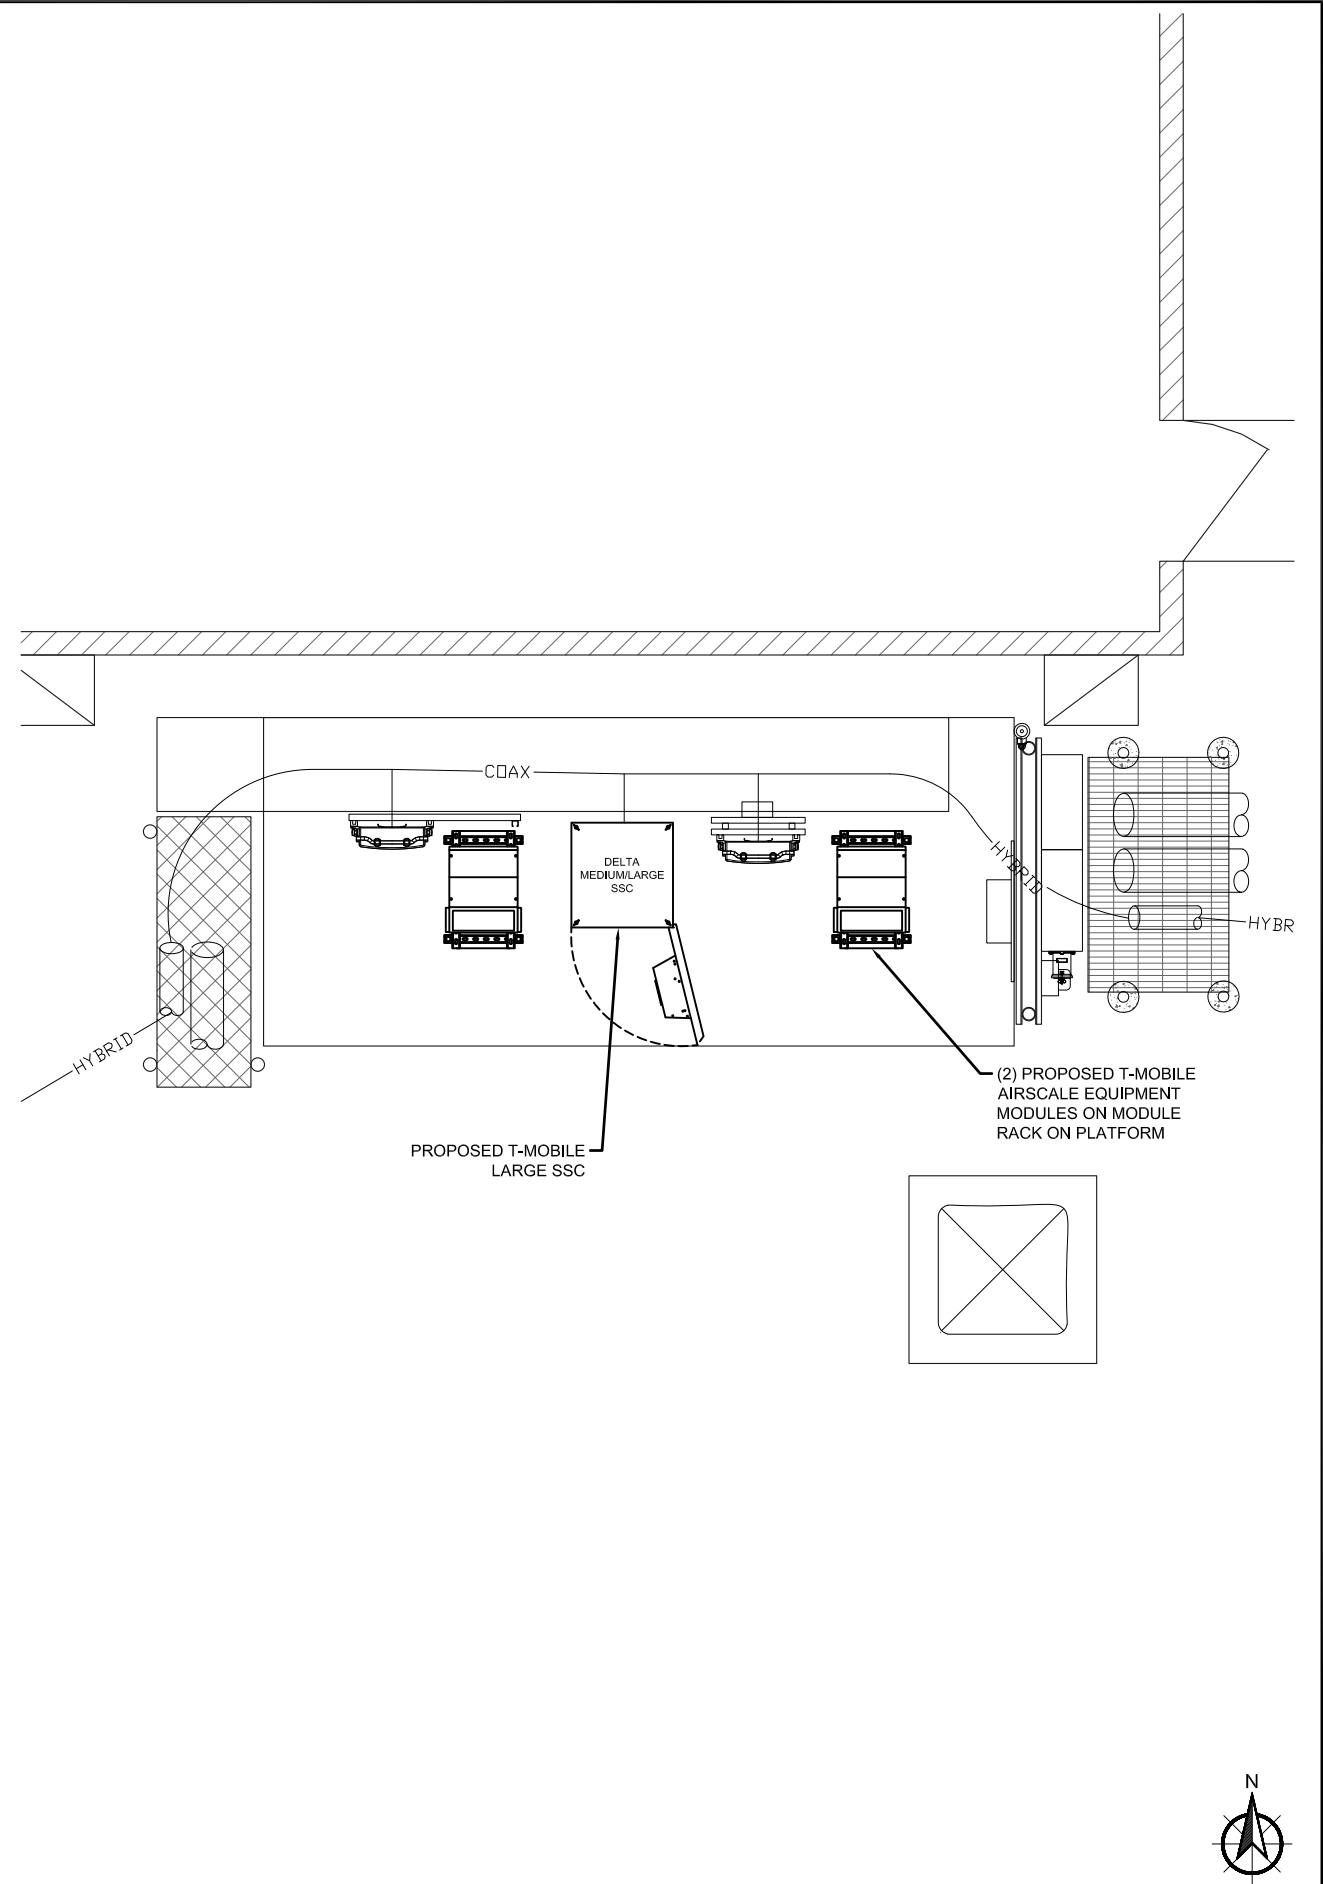 COAX
DELTA
MEDIUM/LARGE
SSC
HYBRID
HYBR
HYBRID
(2) PROPOSED T-MOBILE
AIRSCALE EQUIPMENT
MODULES ON MODULE
RACK ON PLATFORM
PROPOSED T-MOBILE
LARGE SSC
N